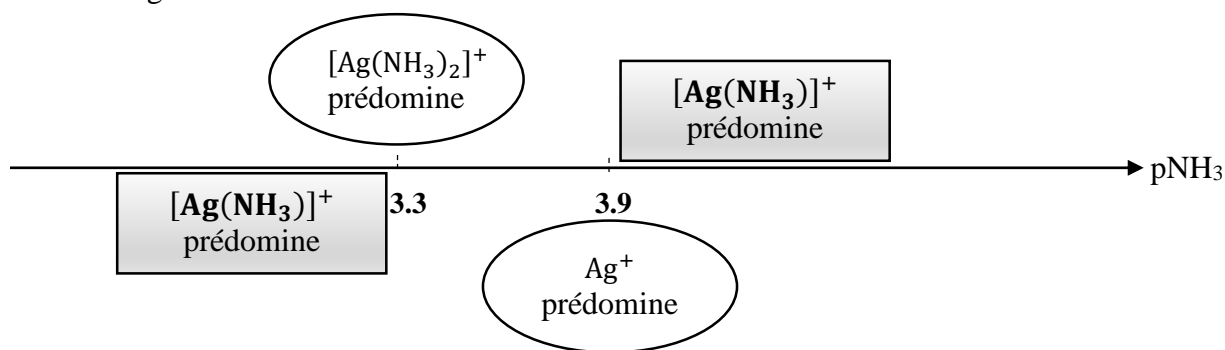 [Ag(NH₃)₂]⁺
prédomine
[Ag(NH₃)]⁺
prédomine
pNH₃
[Ag(NH₃)]⁺
prédomine
3.3
3.9
Ag⁺
prédomine